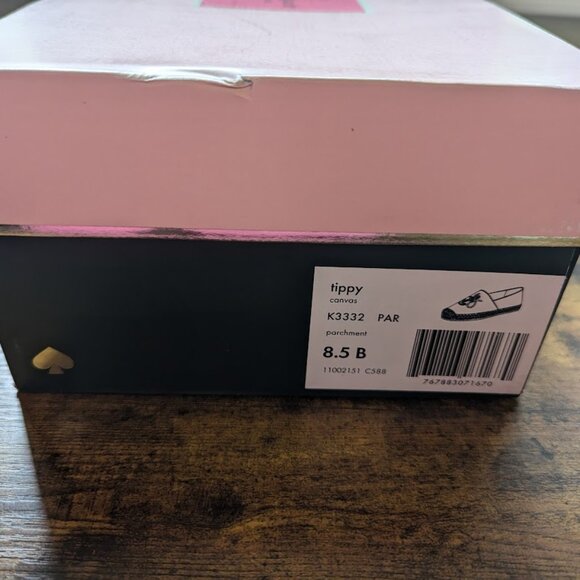 tippy
canvas
K3332 PAR
parchment
8.5 B
11002151 C588
767883071670